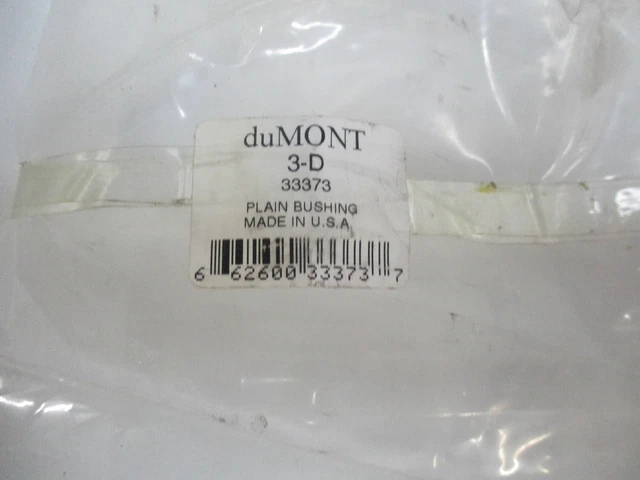 duMONT
3-D
33373
PLAIN BUSHING
MADE IN U.S.A.
6 62600 33373 7